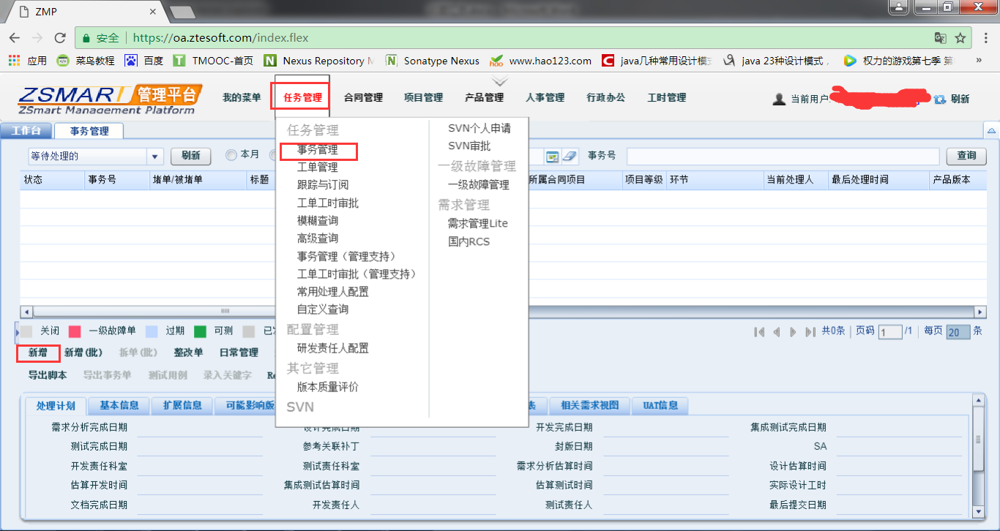 ZMP
安全 https://oa.ztesoft.com/index.flex
应用 菜鸟教程 百度 TMOOC-首页 Nexus Repository Sonatype Nexus www.hao123.com java几种常用设计模 java 23种设计模式 权力的游戏第七季 第 »
ZSMART 管理平台
ZSmart Management Platform
我的菜单 任务管理 合同管理 项目管理 产品管理 人事管理 行政办公 工时管理 当前用户: 刷新
工作台 事务管理
等待处理的 刷新 本月 事务号 查询
状态 事务号 堵单/被堵单 标题 所属合同项目 项目等级 环节 当前处理人 最后处理时间 产品版本
任务管理
事务管理
工单管理
跟踪与订阅
工单工时审批
模糊查询
高级查询
事务管理（管理支持）
工单工时审批（管理支持）
常用处理人配置
自定义查询
配置管理
研发责任人配置
其它管理
版本质量评价
SVN
SVN个人申请
SVN审批
一级故障管理
一级故障管理
需求管理
需求管理Lite
国内RCS
关闭 一级故障单 过期 可测 共0条 页码 1 /1 每页 20 条
新增 新增(批) 拆单(批) 整改单 日常管理
导出脚本 导出事务单 测试用例 录入关键字
处理计划 基本信息 扩展信息 可能影响版 表 相关需求视图 UAT信息
需求分析完成日期 设计完成日期 开发完成日期 集成测试完成日期
测试完成日期 参考关联补丁 封版日期 SA
开发责任科室 测试责任科室 需求分析估算时间 设计估算时间
估算开发时间 集成测试估算时间 估算测试时间 实际设计工时
文档完成日期 开发责任人 测试责任人 最后提交日期